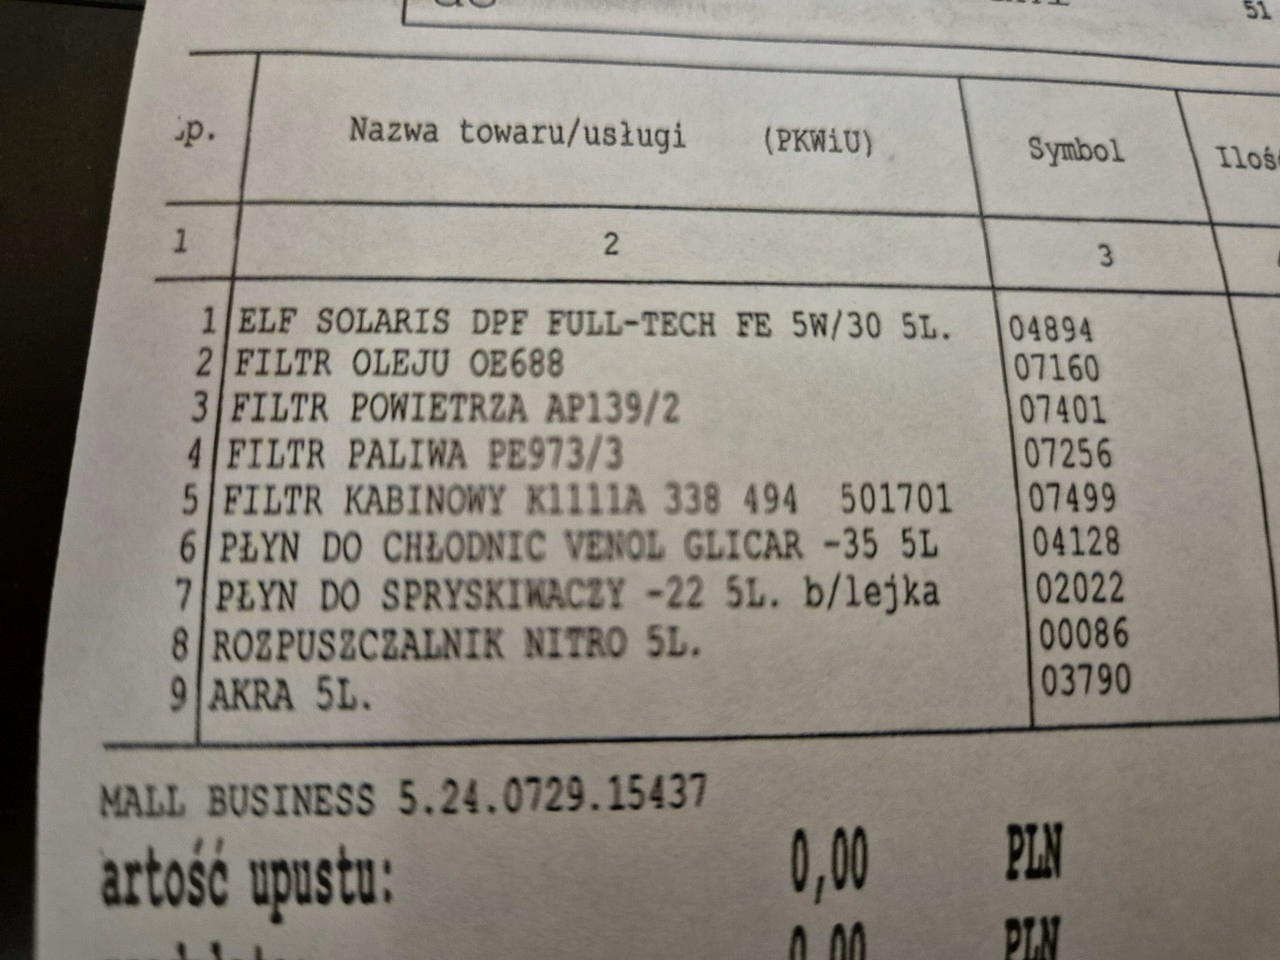 51
Lp. Nazwa towaru/usługi (PKWiU) Symbol Iloś
1 2 3
1 ELF SOLARIS DPF FULL-TECH FE 5W/30 5L. 04894
2 FILTR OLEJU OE688 07160
3 FILTR POWIETRZA AP139/2 07401
4 FILTR PALIWA PE973/3 07256
5 FILTR KABINOWY K1111A 338 494 501701 07499
6 PŁYN DO CHŁODNIC VENOL GLICAR -35 5L 04128
7 PŁYN DO SPRYSKIWACZY -22 5L. b/lejka 02022
8 ROZPUSZCZALNIK NITRO 5L. 00086
9 AKRA 5L. 03790
MALL BUSINESS 5.24.0729.15437
artość upustu: 0,00 PLN
0,00 PLN